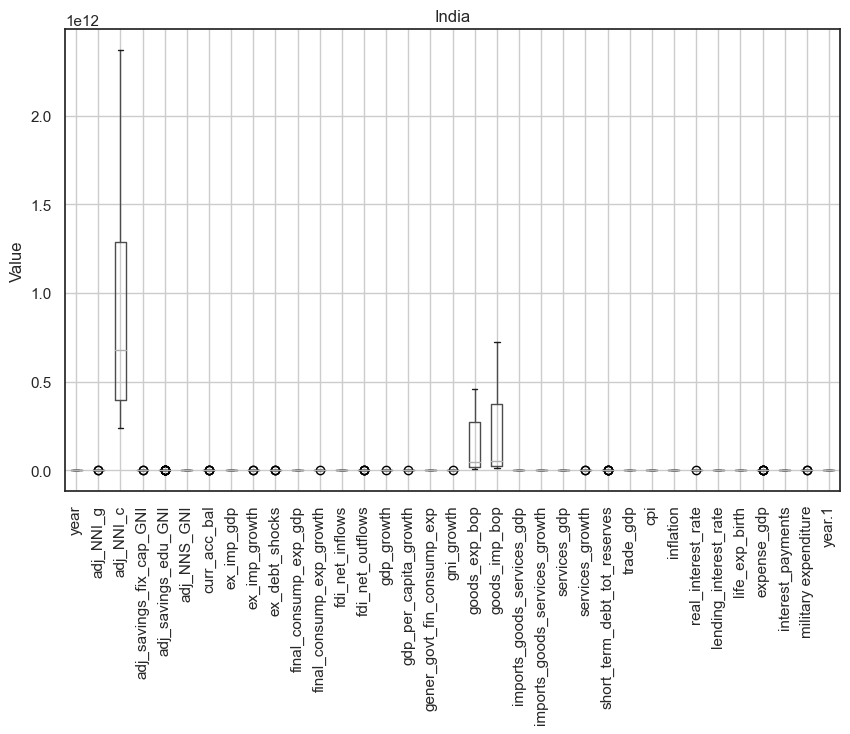 India
1e12
2.0
1.5
1.0
0.5
0.0
Value
year
adj_NNI_g
adj_NNI_c
adj_savings_fix_cap_GNI
adj_savings_edu_GNI
adj_NNS_GNI
curr_acc_bal
ex_imp_gdp
ex_imp_growth
ex_debt_shocks
final_consump_exp_gdp
final_consump_exp_growth
fdi_net_inflows
fdi_net_outflows
gdp_growth
gdp_per_capita_growth
gener_govt_fin_consump_exp
gni_growth
goods_exp_bop
goods_imp_bop
imports_goods_services_gdp
imports_goods_services_growth
services_gdp
services_growth
short_term_debt_tot_reserves
trade_gdp
cpi
inflation
real_interest_rate
lending_interest_rate
life_exp_birth
expense_gdp
interest_payments
military expenditure
year.1